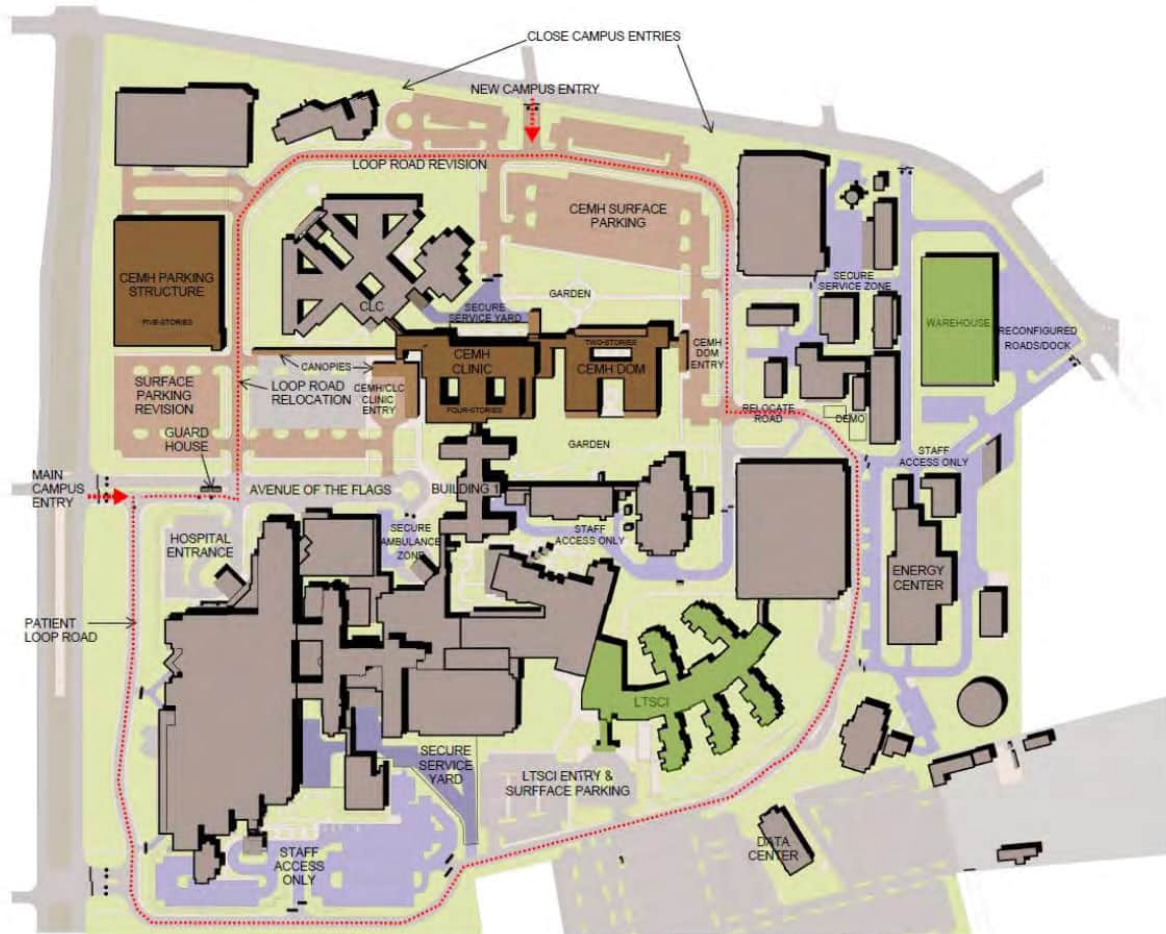 CLOSE CAMPUS ENTRIES
NEW CAMPUS ENTRY
LOOP ROAD REVISION
CEMH SURFACE
PARKING
CEMH PARKING
STRUCTURE
FIVE-STORIES
CLC
SECURE
SERVICE YARD
GARDEN
SECURE
SERVICE ZONE
WAREHOUSE
RECONFIGURED
ROADS/DOCK
CANOPIES
CEMH
CLINIC
FOUR-STORIES
TWO-STORIES
CEMH DOM
CEMH
DOM
ENTRY
SURFACE
PARKING
REVISION
LOOP ROAD
RELOCATION
CEMH/CLC
CLINIC
ENTRY
RELOCATE
ROAD
DEMO
GUARD
HOUSE
GARDEN
STAFF
ACCESS ONLY
MAIN
CAMPUS
ENTRY
AVENUE OF THE FLAGS
BUILDING 1
HOSPITAL
ENTRANCE
SECURE
AMBULANCE
ZONE
STAFF
ACCESS ONLY
ENERGY
CENTER
PATIENT
LOOP ROAD
LTSCI
SECURE
SERVICE
YARD
LTSCI ENTRY &
SURFFACE PARKING
STAFF
ACCESS
ONLY
DATA
CENTER